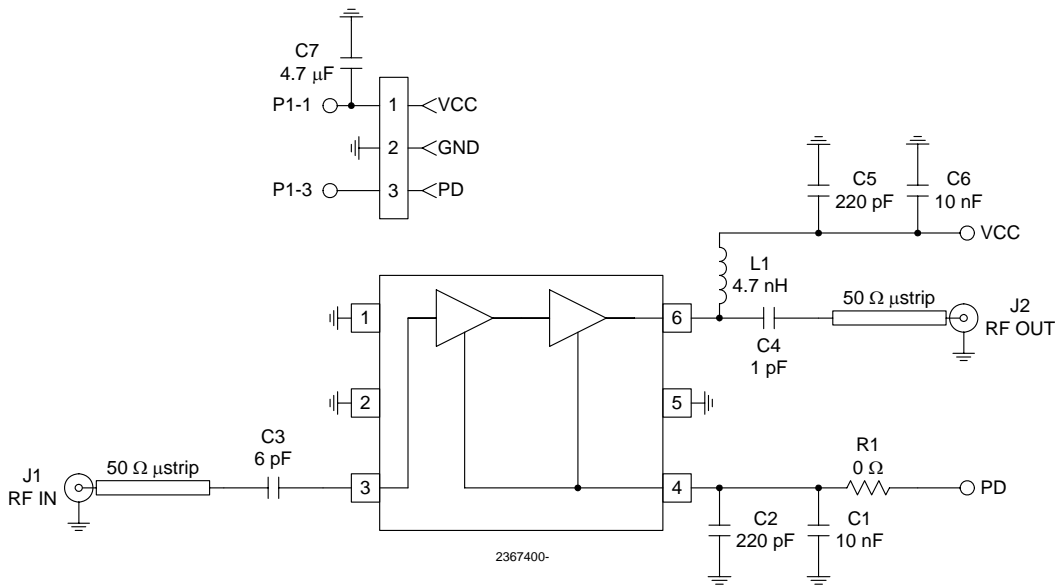 C7
4.7 μF
P1-1
1
VCC
2
GND
P1-3
3
PD
C5
220 pF
C6
10 nF
VCC
L1
4.7 nH
1
6
50 Ω μstrip
J2
RF OUT
C4
1 pF
2
5
C3
6 pF
R1
0 Ω
J1
RF IN
50 Ω μstrip
3
4
PD
C2
220 pF
C1
10 nF
2367400-